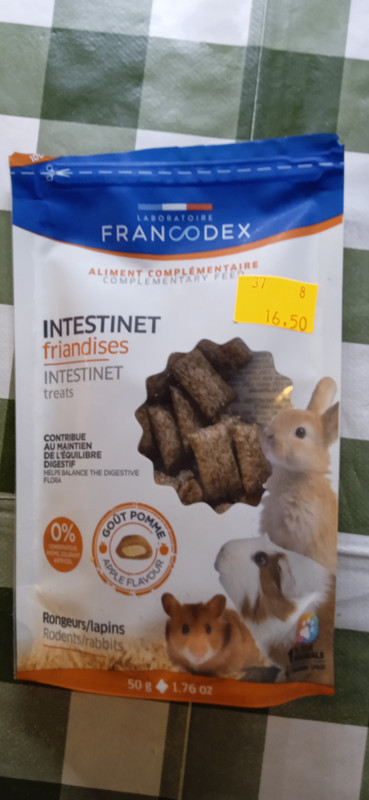 LABORATOIRE
FRANCODEX
ALIMENT COMPLÉMENTAIRE
COMPLEMENTARY FEED
37 8
16.50
INTESTINET
friandises
INTESTINET
treats
CONTRIBUE
AU MAINTIEN
DE L'ÉQUILIBRE
DIGESTIF
HELPS BALANCE THE DIGESTIVE
FLORA
0%
GOÛT POMME
APPLE FLAVOUR
Rongeurs/lapins
Rodents/rabbits
50 g 1,76 oz